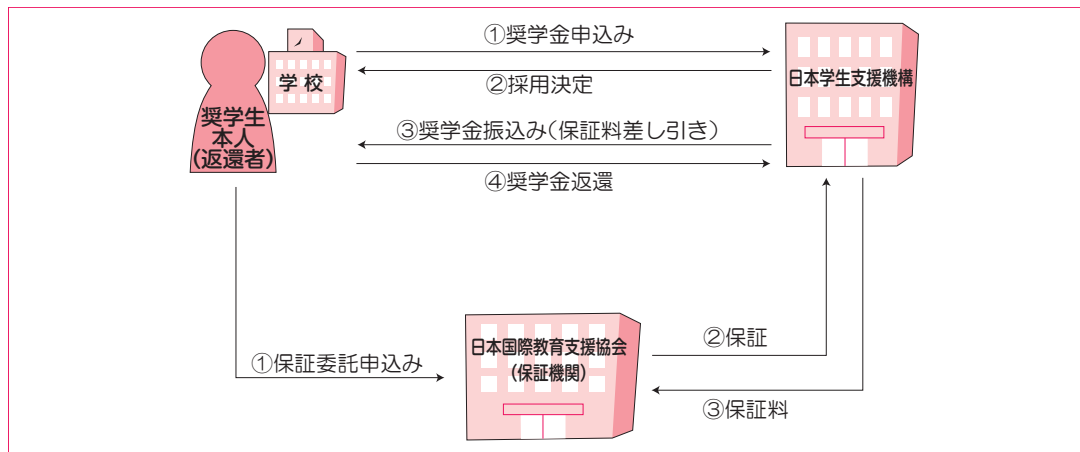 ①奨学金申込み
学校
②採用決定
日本学生支援機構
奨学生
本人
(返還者)
③奨学金振込み(保証料差し引き)
④奨学金返還
日本国際教育支援協会
(保証機関)
①保証委託申込み
②保証
③保証料